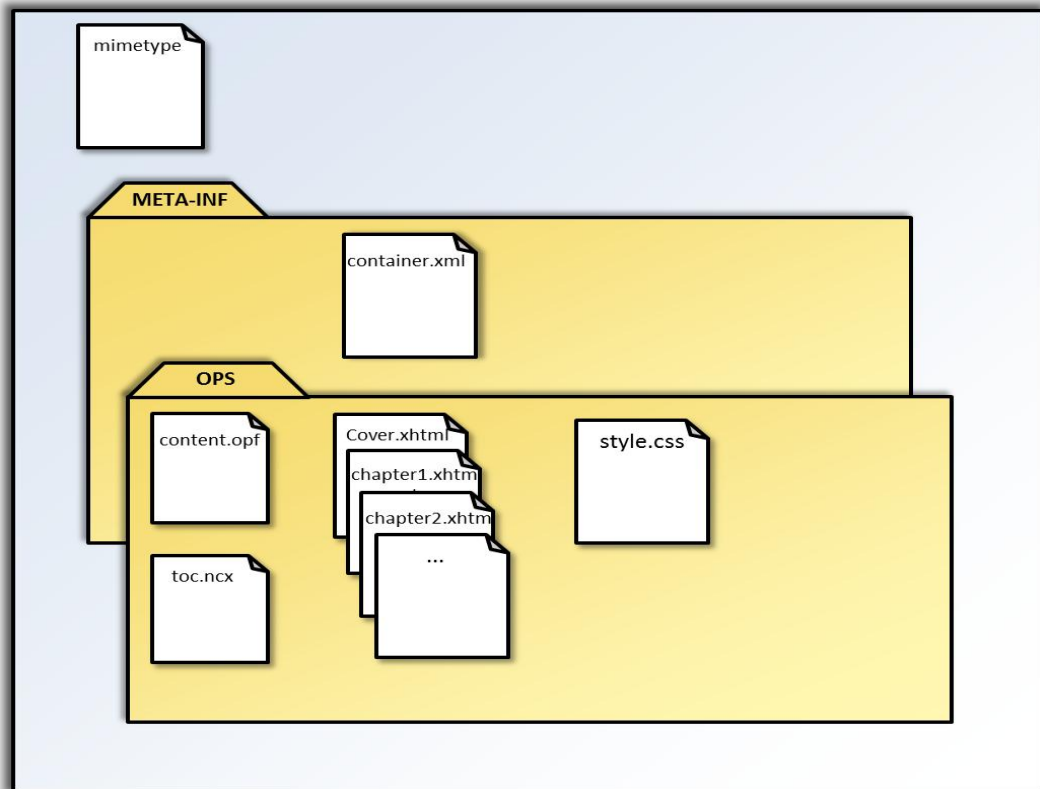 mimetype
META-INF
container.xml
OPS
content.opf
Cover.xhtml
style.css
chapter1.xhtm
chapter2.xhtm
...
toc.ncx